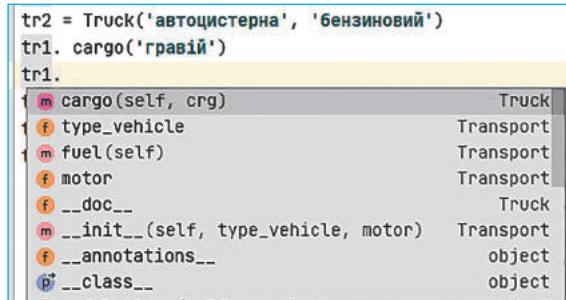 tr2 = Truck('автоцистерна', 'бензиновий')
tr1. cargo('гравій')
tr1.
m cargo(self, crg) Truck
f type_vehicle Transport
m fuel(self) Transport
f motor Transport
f __doc__ Truck
m __init__(self, type_vehicle, motor) Transport
f __annotations__ object
p __class__ object